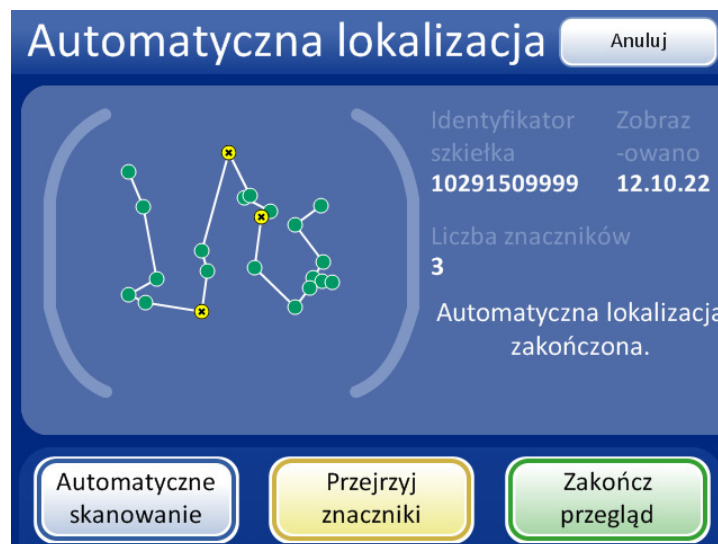 Automatyczna lokalizacja
Anuluj
Identyfikator
szkiełka
10291509999
Zobraz
-owano
12.10.22
Liczba znaczników
3
Automatyczna lokalizacja
zakończona.
Automatyczne
skanowanie
Przejrzyj
znaczniki
Zakończ
przegląd